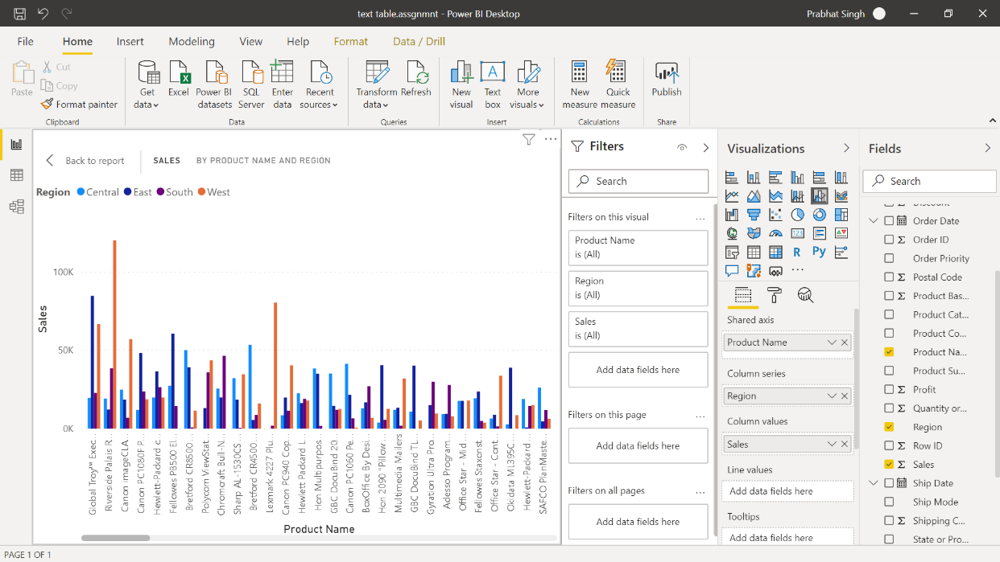 text table.assgnmnt - Power BI Desktop
Prabhat Singh
File Home Insert Modeling View Help Format Data / Drill
Paste
Cut
Copy
Format painter
Clipboard
Get data
Excel
Power BI datasets
SQL Server
Enter data
Recent sources
Data
Transform data
Refresh
Queries
New visual
Text box
More visuals
Insert
New measure
Quick measure
Calculations
Publish
Share
Back to report
SALES
BY PRODUCT NAME AND REGION
Region Central East South West
100K
50K
0K
Sales
Global Troy™ Exec...
Riverside Palais R...
Canon imageCLA...
Canon PC1080F P...
Hewlett-Packard c...
Fellowes PB500 El...
Bretford CR8500...
Polycom ViewStat...
Chromcraft Bull-N...
Sharp AL-1530CS...
Bretford CR4500...
Lexmark 4227 Plu...
Canon PC940 Cop...
Hewlett Packard L...
Hon Multipurpos...
GBC DocuBind 20...
Canon PC1060 Pe...
BoxOffice By Desi...
Hon 2090 "Pillow ...
Multimedia Mailers
GBC DocuBind TL...
Gyration Ultra Pro...
Adesso Program...
Office Star - Mid ...
Fellowes Staxonst...
Office Star - Cont...
Okidata ML395C ...
Hewlett-Packard ...
SAFCO PlanMaste...
Product Name
Filters
Search
Filters on this visual ...
Product Name
is (All)
Region
is (All)
Sales
is (All)
Add data fields here
Filters on this page ...
Add data fields here
Filters on all pages ...
Add data fields here
Visualizations
123
R
Py
...
Shared axis
Product Name
Column series
Region
Column values
Sales
Line values
Add data fields here
Tooltips
Add data fields here
Fields
Search
Discount
Order Date
Σ Order ID
Order Priority
Σ Postal Code
Σ Product Bas...
Product Cat...
Product Co...
Product Na...
Product Su...
Σ Profit
Σ Quantity or...
Region
Σ Row ID
Σ Sales
Ship Date
Ship Mode
Σ Shipping C...
State or Pro...
PAGE 1 OF 1